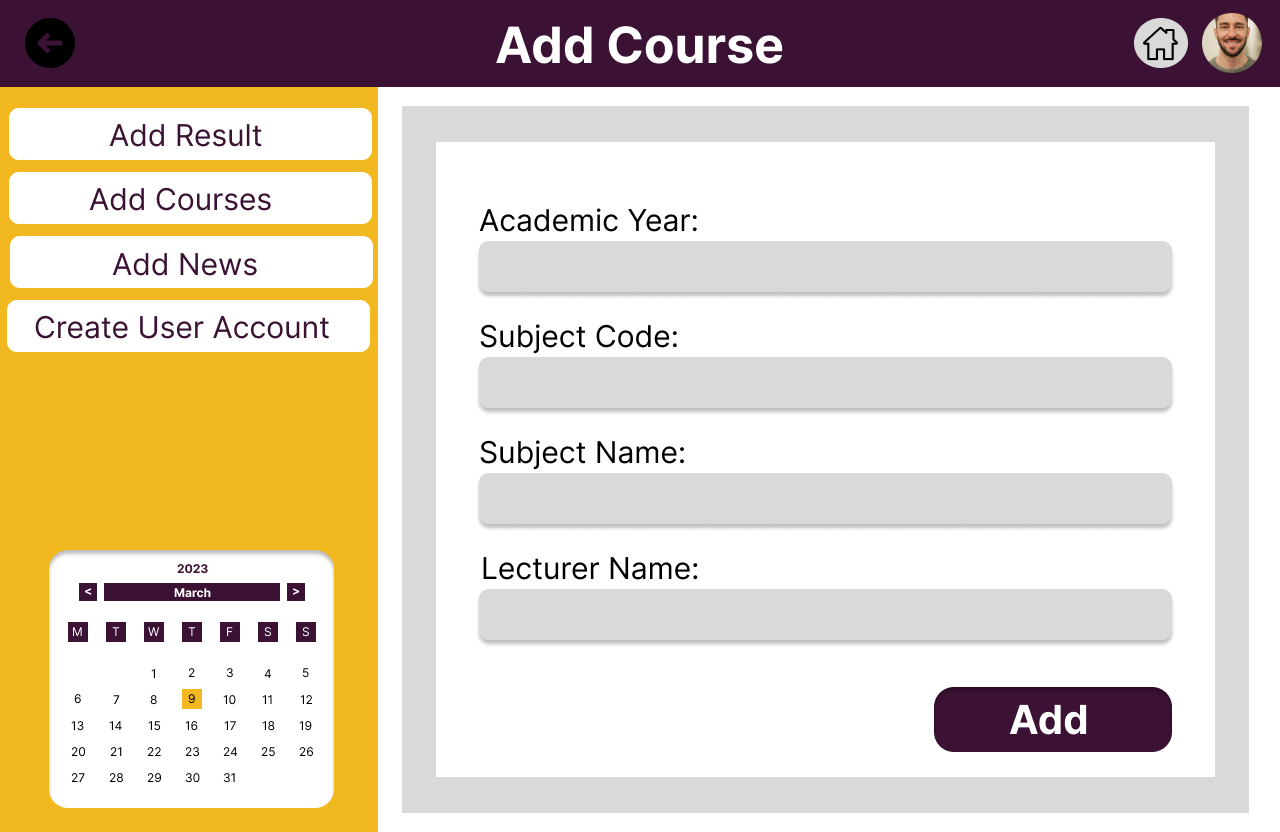 Add Course
Add Result
Add Courses
Add News
Create User Account
2023
< March >
M T W T F S S
1 2 3 4 5
6 7 8 9 10 11 12
13 14 15 16 17 18 19
20 21 22 23 24 25 26
27 28 29 30 31
Academic Year:
Subject Code:
Subject Name:
Lecturer Name:
Add